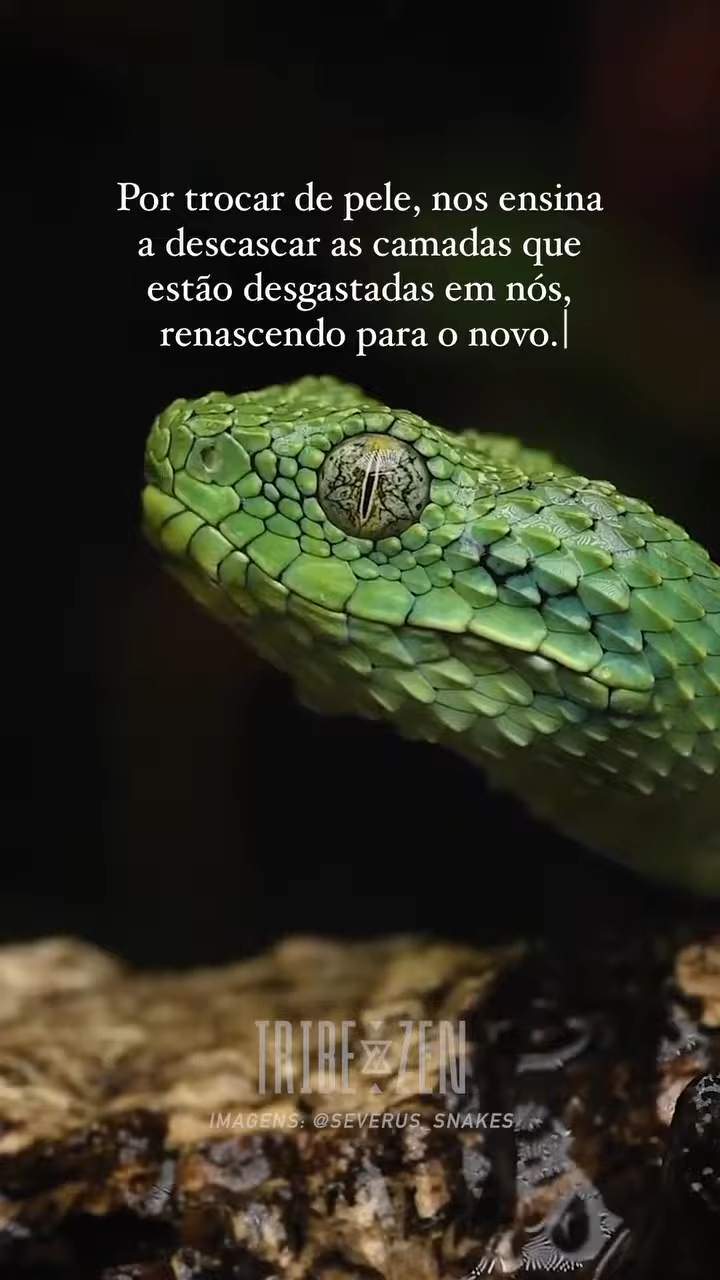 Por trocar de pele, nos ensina
a descascar as camadas que
estão desgastadas em nós,
renascendo para o novo.
TRIBE ZEN
IMAGENS: @SEVERUS_SNAKES